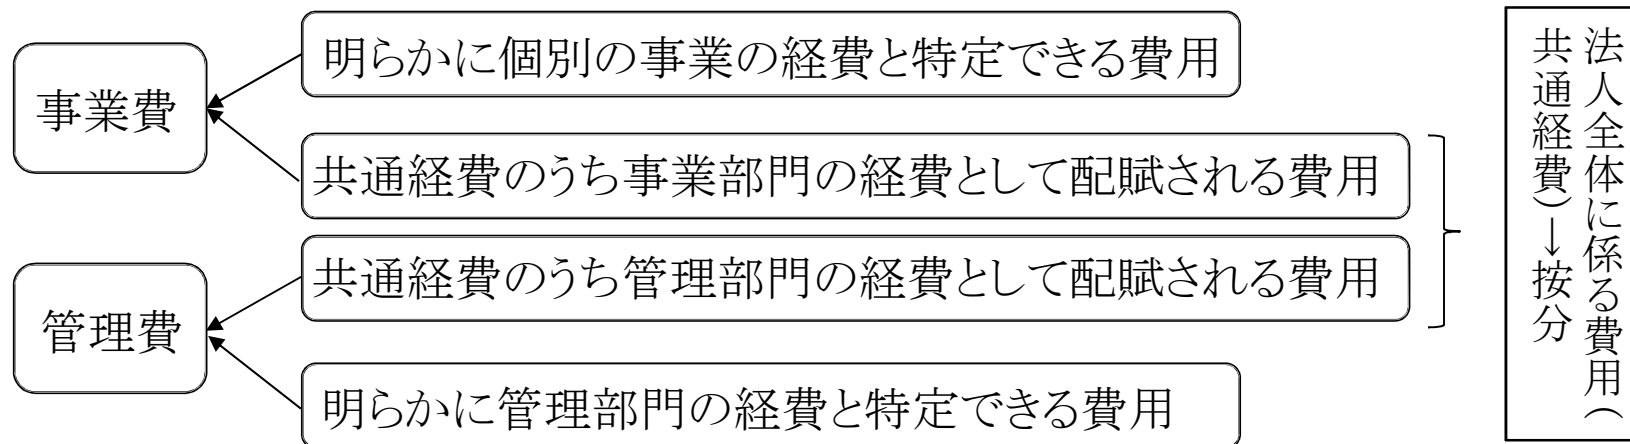 事業費
明らかに個別の事業の経費と特定できる費用
共通経費のうち事業部門の経費として配賦される費用
管理費
共通経費のうち管理部門の経費として配賦される費用
明らかに管理部門の経費と特定できる費用
法人全体に係る費用(
共通経費)→按分